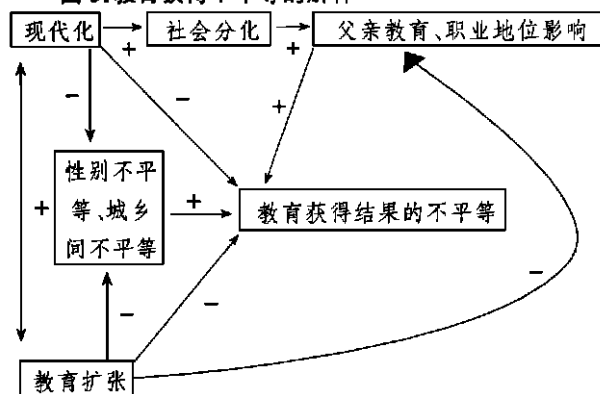 现代化
社会分化
父亲教育、职业地位影响
+
+
−
−
+
性别不平
等、城乡
间不平等
+
+
教育获得结果的不平等
−
−
−
教育扩张